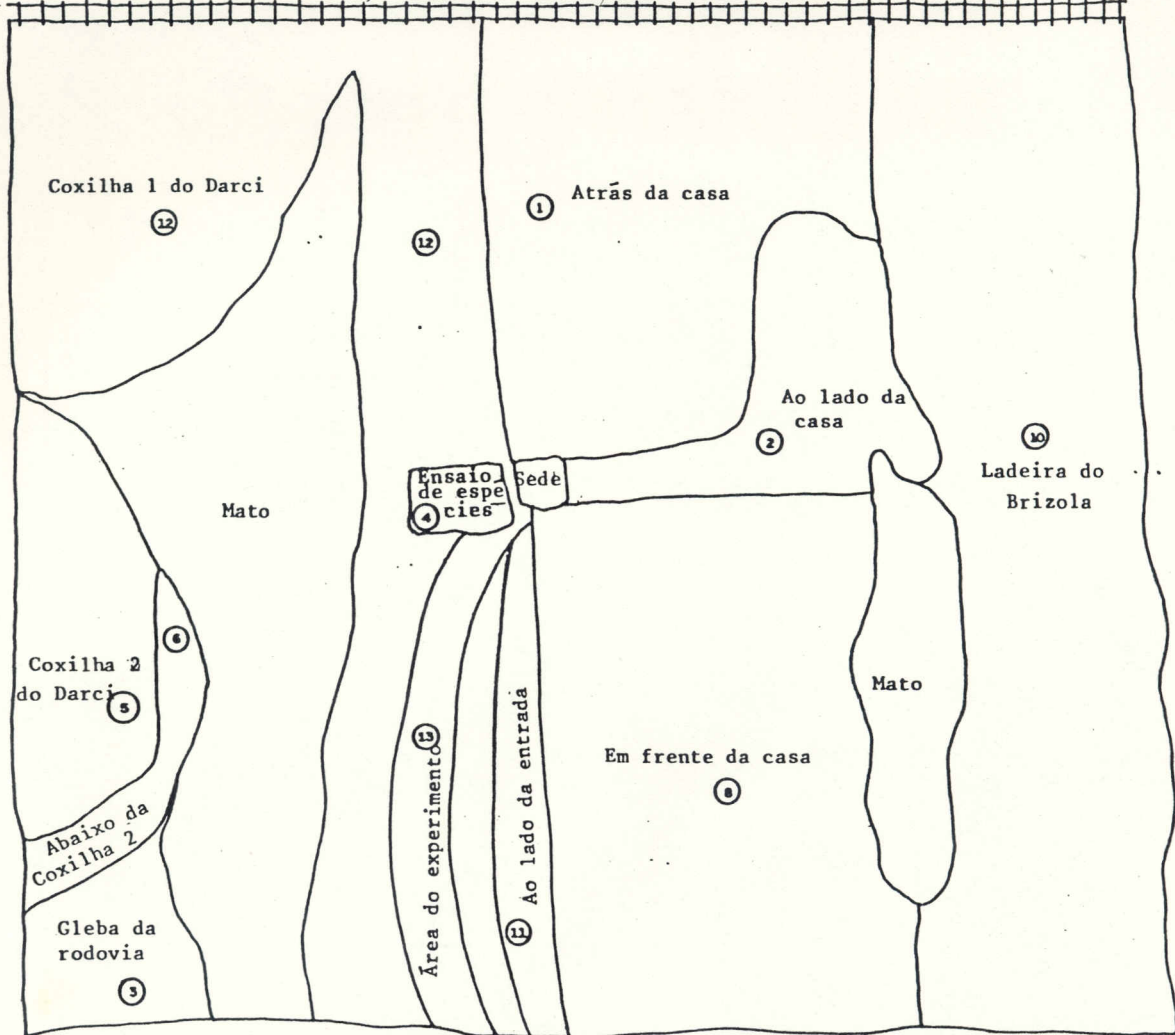 Coxilha 1 do Darci
12
12
1
Atrás da casa
Ao lado da
casa
2
10
Ladeira do
Brizola
Ensaio
de espe
cies
4
Sede
Mato
6
Coxilha 2
do Darci
5
Mato
13
Área do experimento
Ao lado da entrada
11
Em frente da casa
8
Abaixo da
Coxilha 2
Gleba da
rodovia
3